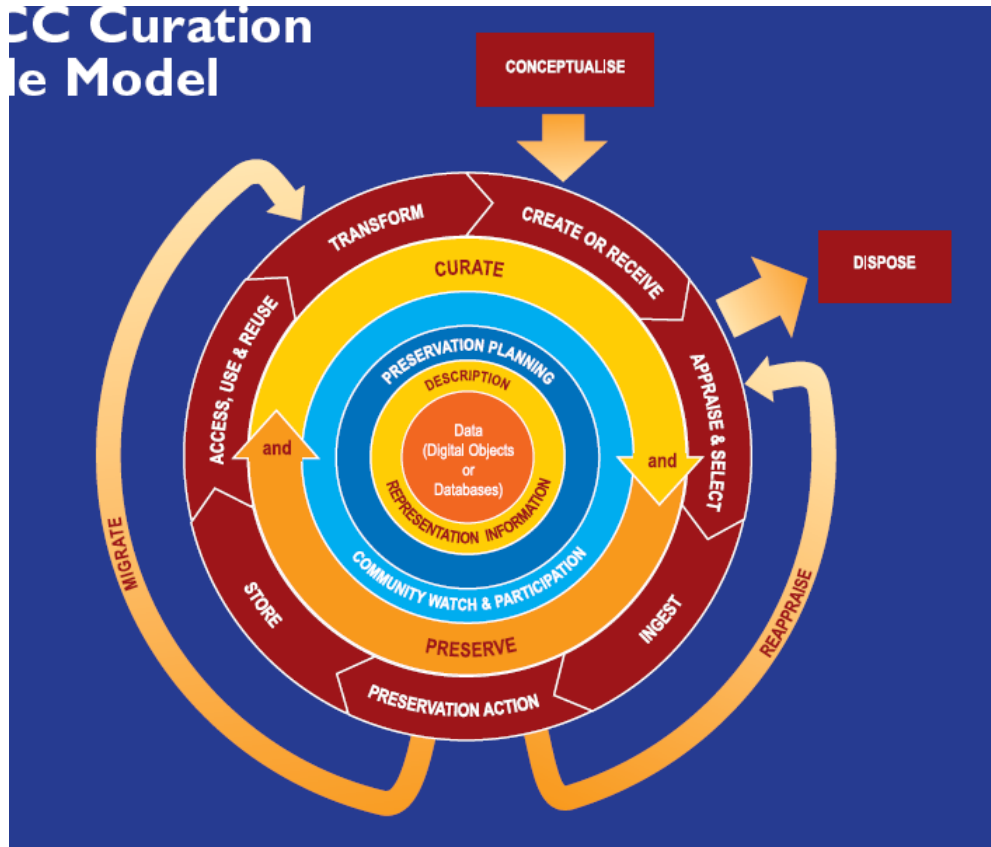 CC Curation
le Model
CONCEPTUALISE
DISPOSE
TRANSFORM
CREATE OR RECEIVE
APPRAISE & SELECT
INGEST
PRESERVATION ACTION
STORE
ACCESS, USE & REUSE
CURATE
and
PRESERVE
and
COMMUNITY WATCH & PARTICIPATION
PRESERVATION PLANNING
DESCRIPTION
REPRESENTATION INFORMATION
Data
(Digital Objects
or
Databases)
MIGRATE
REAPPRAISE